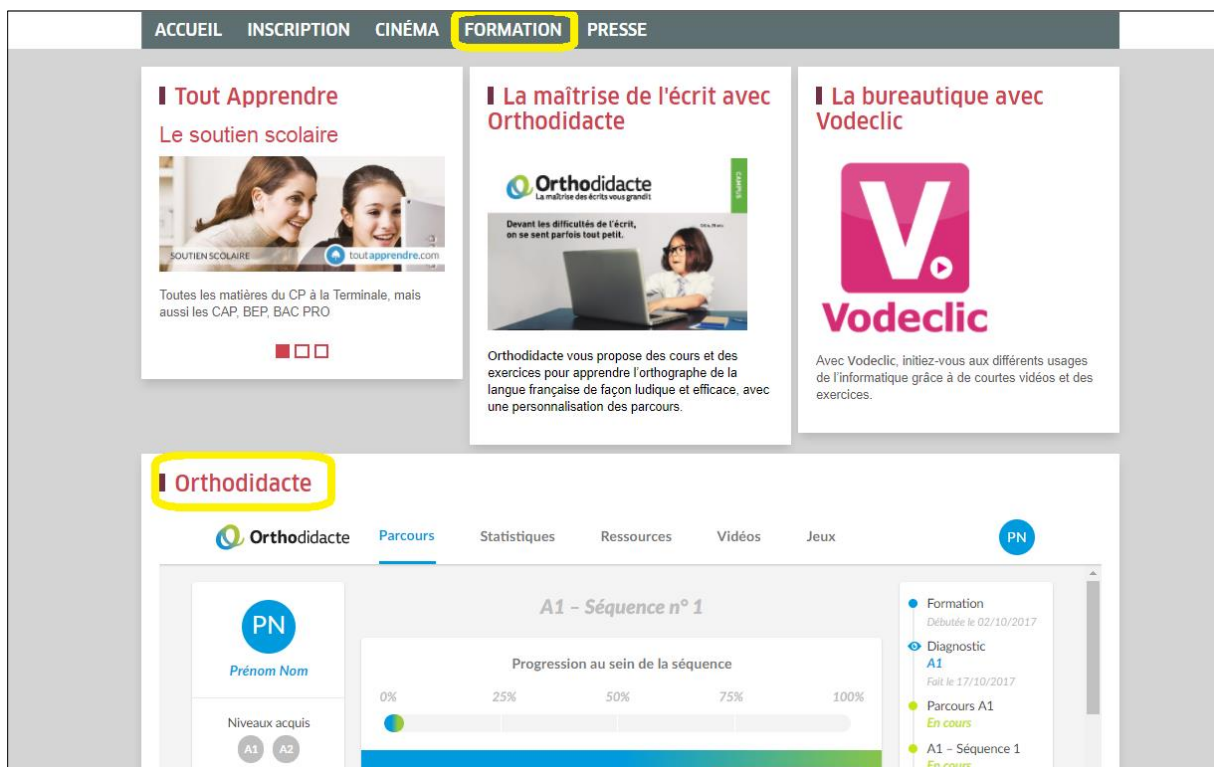 ACCUEIL INSCRIPTION CINÉMA FORMATION PRESSE
Tout Apprendre
Le soutien scolaire
SOUTIEN SCOLAIRE
toutapprendre.com
Toutes les matières du CP à la Terminale, mais
aussi les CAP, BEP, BAC PRO
La maîtrise de l'écrit avec
Orthodidacte
Orthodidacte
La maîtrise des écrits vous grandit
CAMPUS
Devant les difficultés de l'écrit,
on se sent parfois tout petit.
Orthodidacte vous propose des cours et des
exercices pour apprendre l'orthographe de la
langue française de façon ludique et efficace, avec
une personnalisation des parcours.
La bureautique avec
Vodeclic
V
Vodeclic
Avec Vodeclic, initiez-vous aux différents usages
de l'informatique grâce à de courtes vidéos et des
exercices.
Orthodidacte
Orthodidacte Parcours Statistiques Ressources Vidéos Jeux PN
PN
Prénom Nom
Niveaux acquis
A1 A2
A1 – Séquence n° 1
Progression au sein de la séquence
0% 25% 50% 75% 100%
Formation
Débutée le 02/10/2017
Diagnostic
A1
Fait le 17/10/2017
Parcours A1
En cours
A1 – Séquence 1
En cours